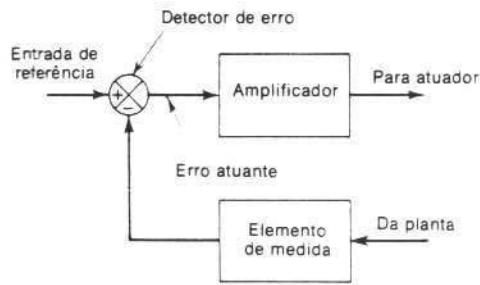 Detector de erro
Entrada de
referência
+
−
Amplificador
Para atuador
Erro atuante
Elemento
de medida
Da planta